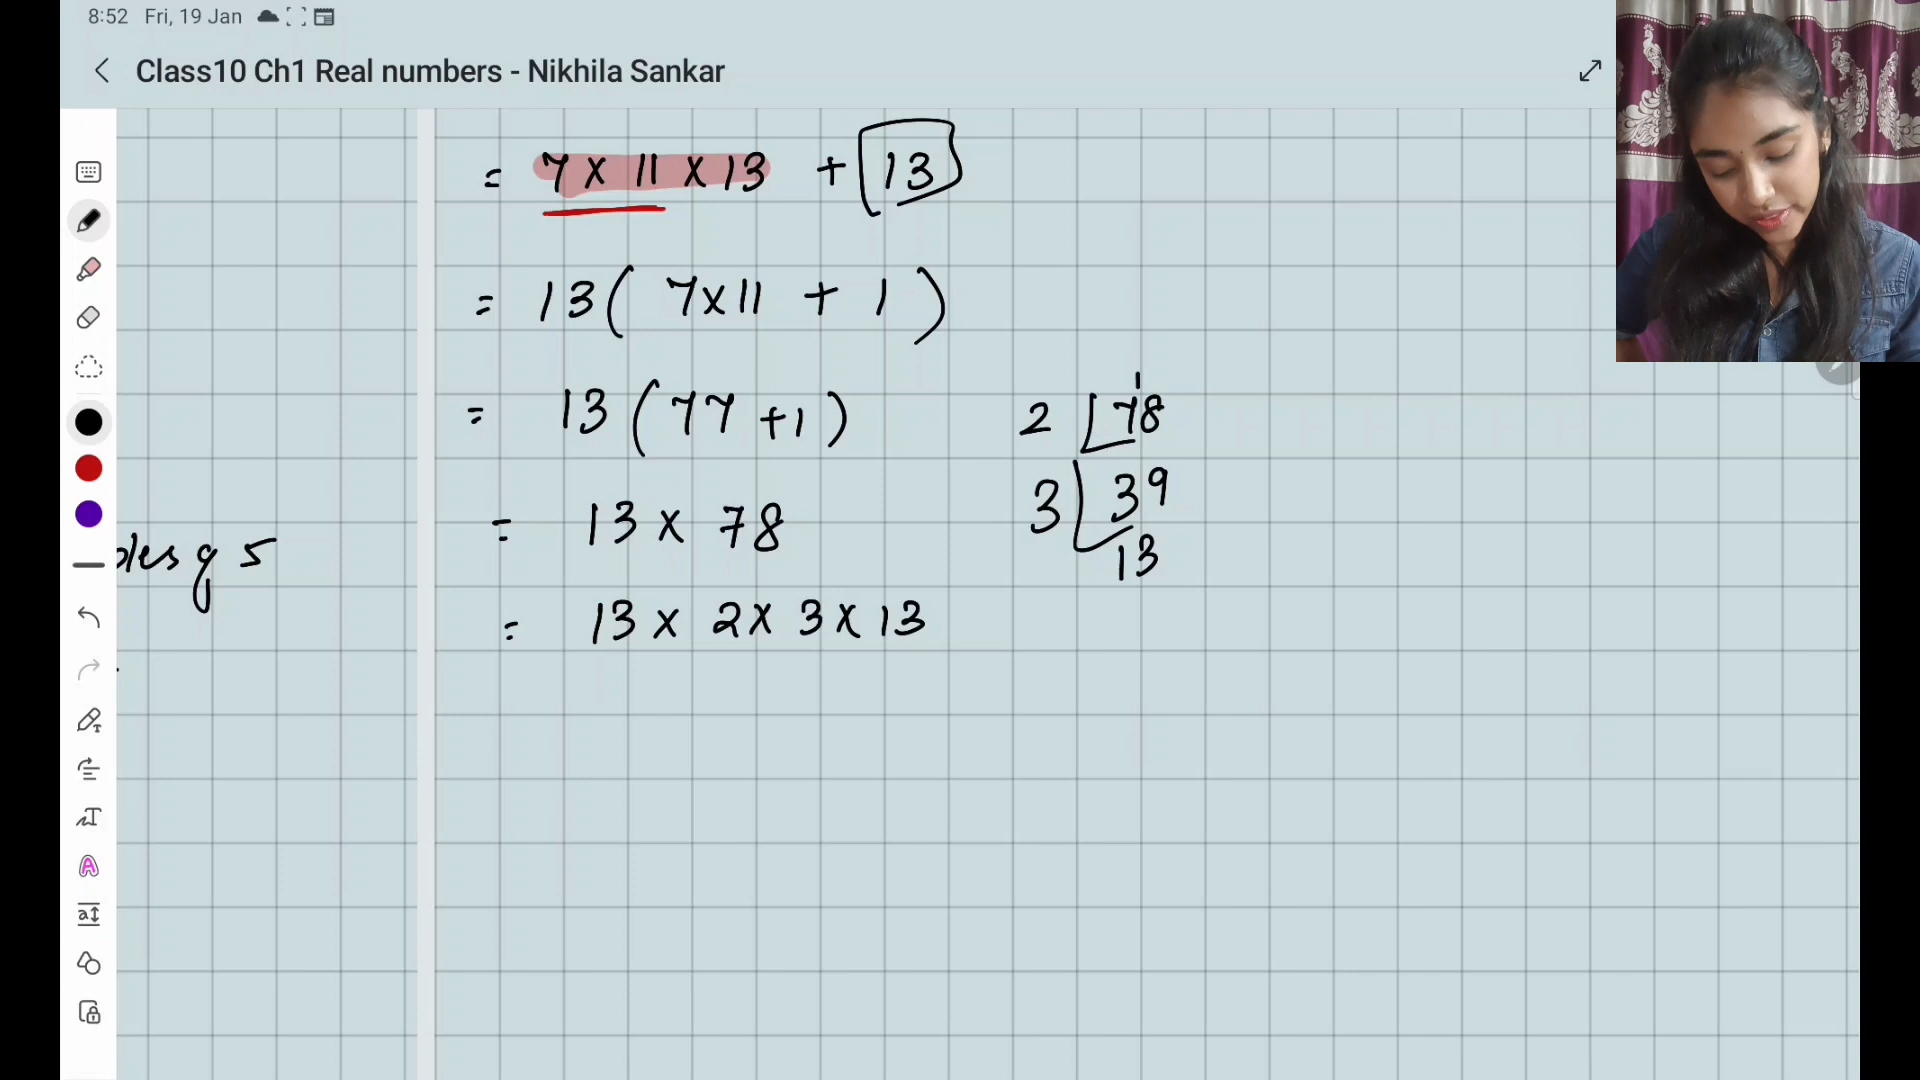 8:52 Fri, 19 Jan
Class10 Ch1 Real numbers - Nikhila Sankar
= 7 x 11 x 13 + 13
= 13 ( 7x11 + 1 )
= 13 ( 77 +1 )
= 13 x 78
= 13 x 2 x 3 x 13
1
2 78
3 39
13
5